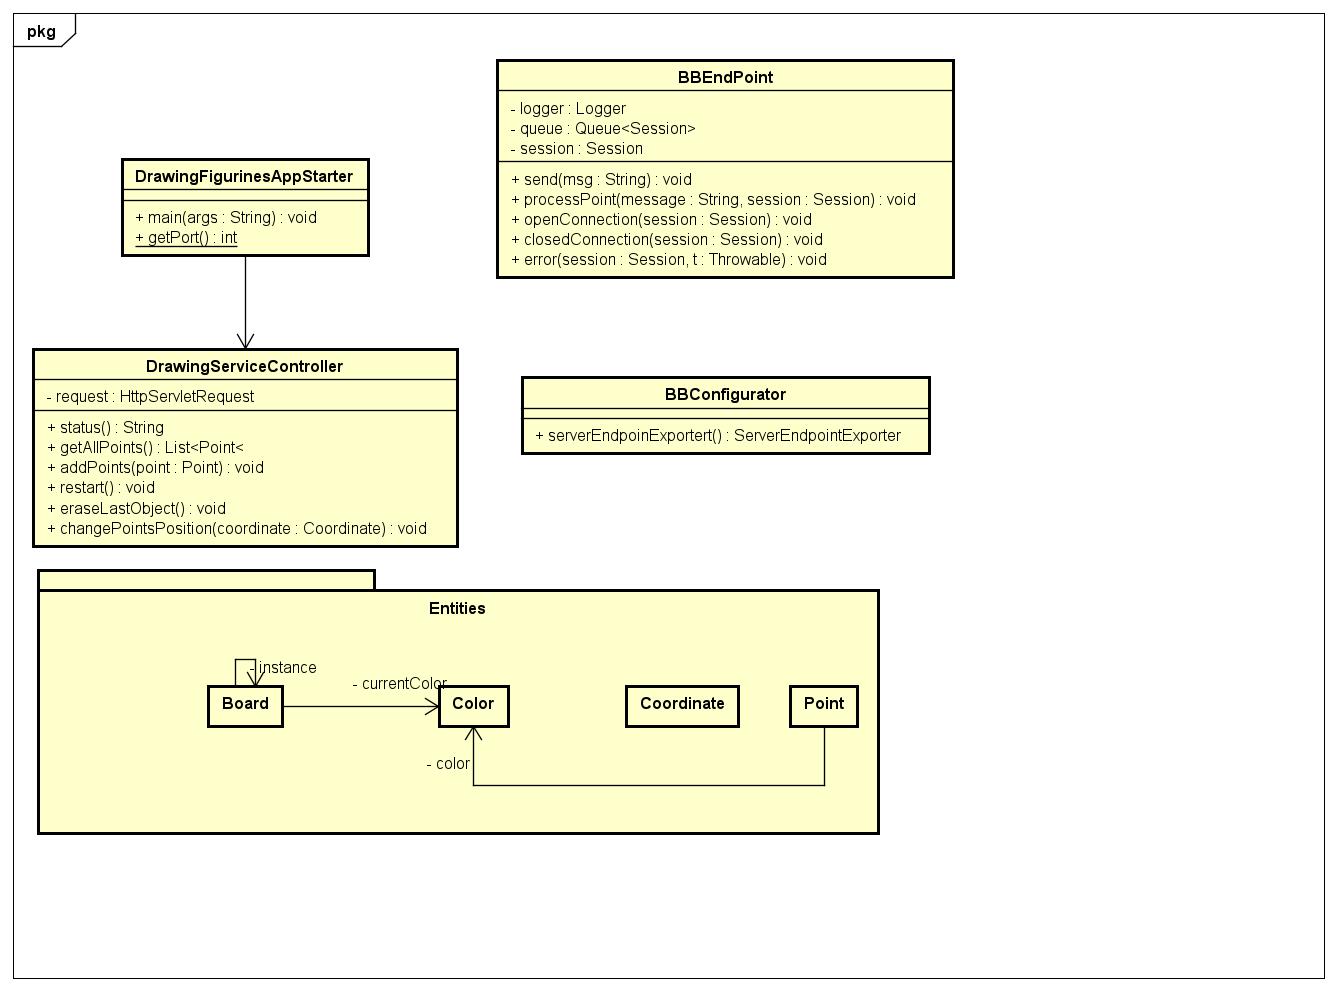 pkg
BBEndPoint
- logger : Logger
- queue : Queue<Session>
- session : Session
+ send(msg : String) : void
+ processPoint(message : String, session : Session) : void
+ openConnection(session : Session) : void
+ closedConnection(session : Session) : void
+ error(session : Session, t : Throwable) : void
DrawingFigurinesAppStarter
+ main(args : String) : void
+ getPort() : int
DrawingServiceController
- request : HttpServletRequest
+ status() : String
+ getAllPoints() : List<Point<
+ addPoints(point : Point) : void
+ restart() : void
+ eraseLastObject() : void
+ changePointsPosition(coordinate : Coordinate) : void
BBConfigurator
+ serverEndpoinExportert() : ServerEndpointExporter
Entities
- instance
- currentColor
Board
Color
Coordinate
Point
- color